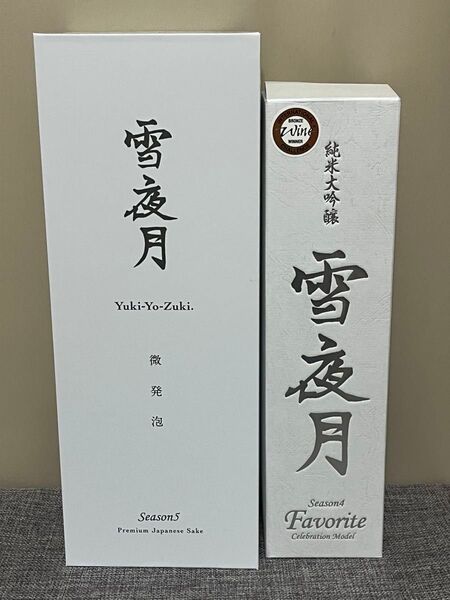 雪夜月
Yuki-Yo-Zuki.
微発泡
Season5
Premium Japanese Sake
BRONZE
Wine
WINNER
純米大吟醸
雪夜月
Season4
Favorite
Celebration Model